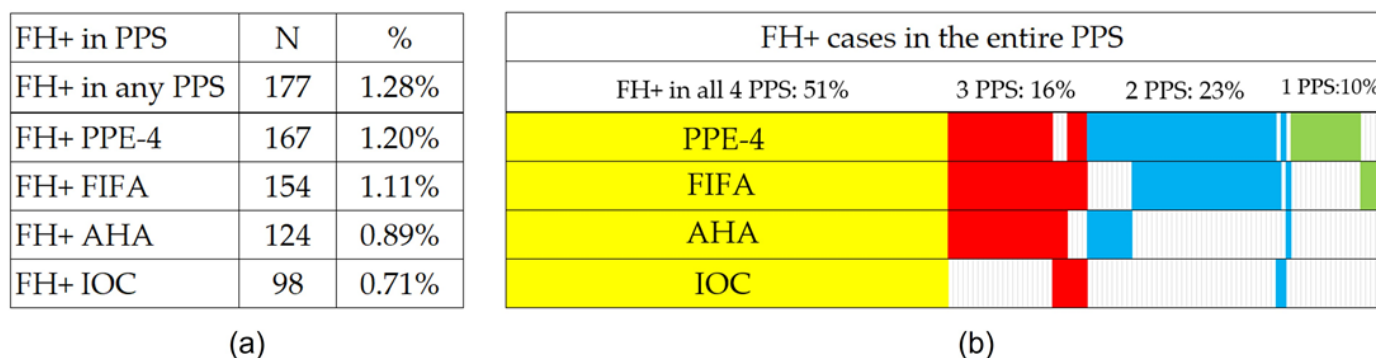 FH+ in PPS N %
FH+ in any PPS 177 1.28%
FH+ PPE-4 167 1.20%
FH+ FIFA 154 1.11%
FH+ AHA 124 0.89%
FH+ IOC 98 0.71%
(a)
FH+ cases in the entire PPS
FH+ in all 4 PPS: 51% 3 PPS: 16% 2 PPS: 23% 1 PPS:10%
PPE-4
FIFA
AHA
IOC
(b)